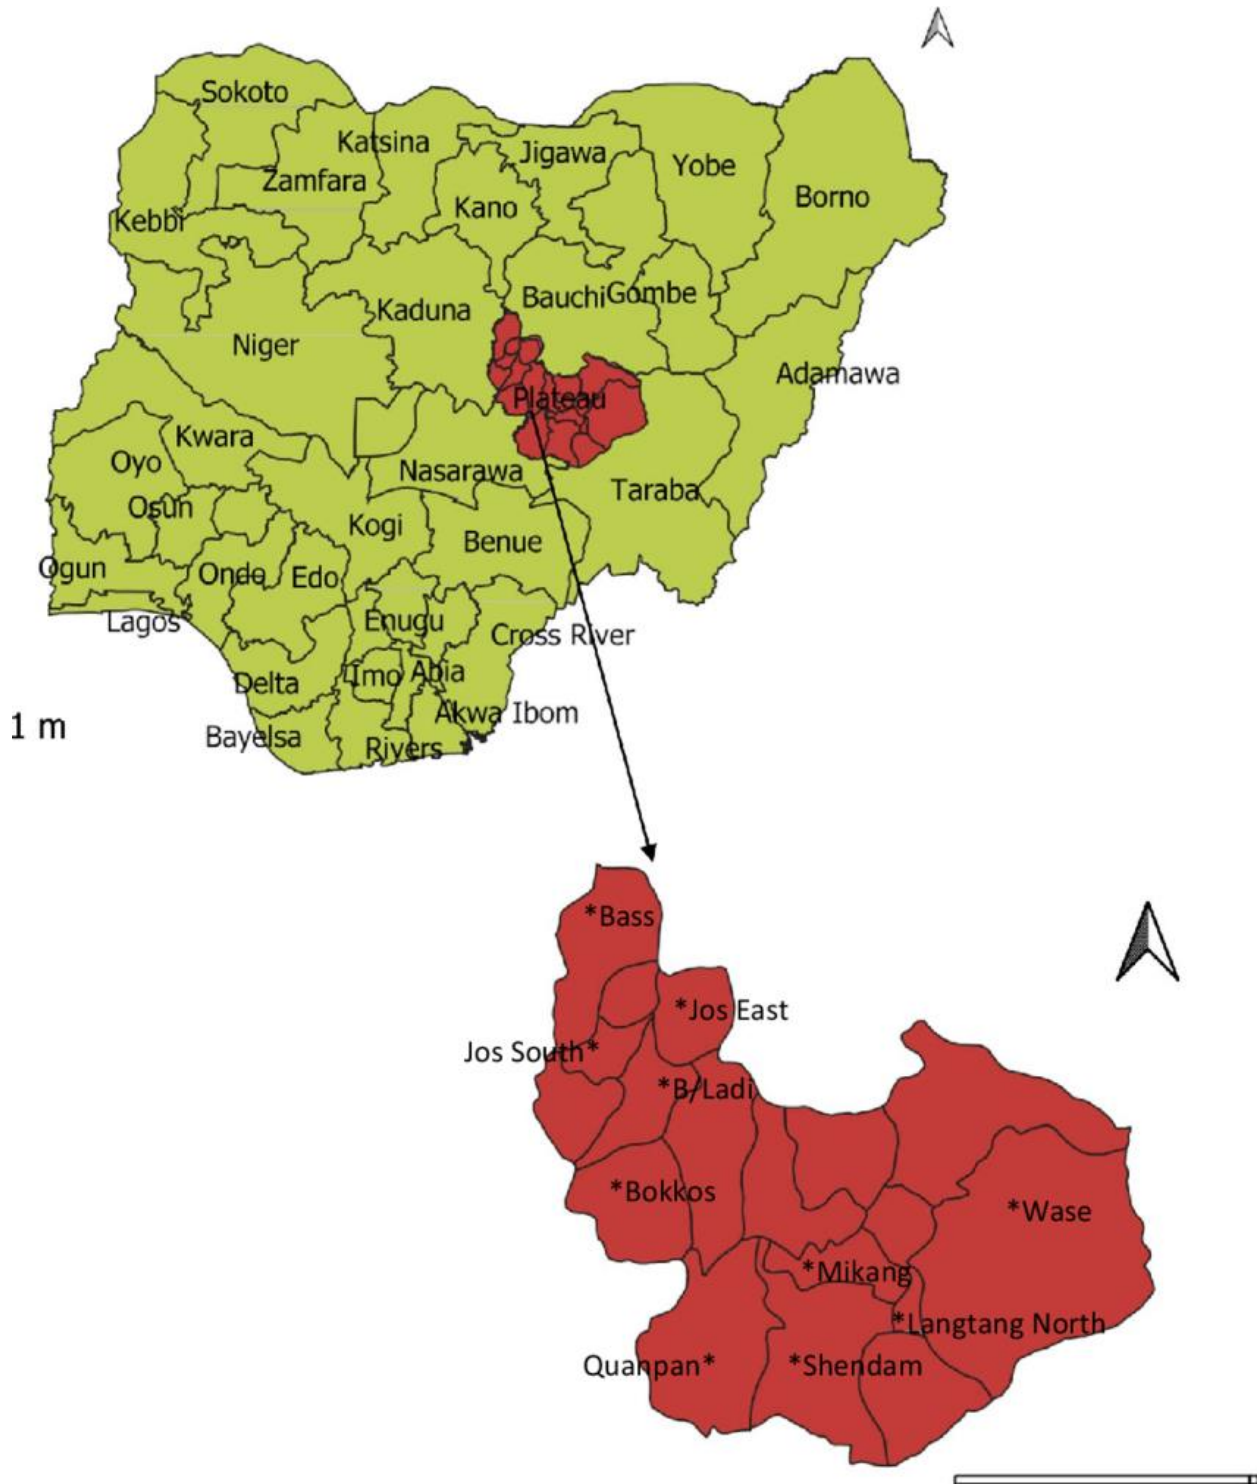 Sokoto
Katsina
Jigawa
Yobe
Zamfara
Borno
Kano
Kebbi
Bauchi
Gombe
Kaduna
Niger
Adamawa
Plateau
Kwara
Oyo
Nasarawa
Taraba
Osun
Kogi
Benue
Ogun
Ondo
Edo
Lagos
Enugu
Cross River
Delta
Imo
Abia
Akwa Ibom
1 m
Bayelsa
Rivers
*Bass
*Jos East
Jos South*
*B/Ladi
*Bokkos
*Wase
*Mikang
*Langtang North
Quanpan*
*Shendam